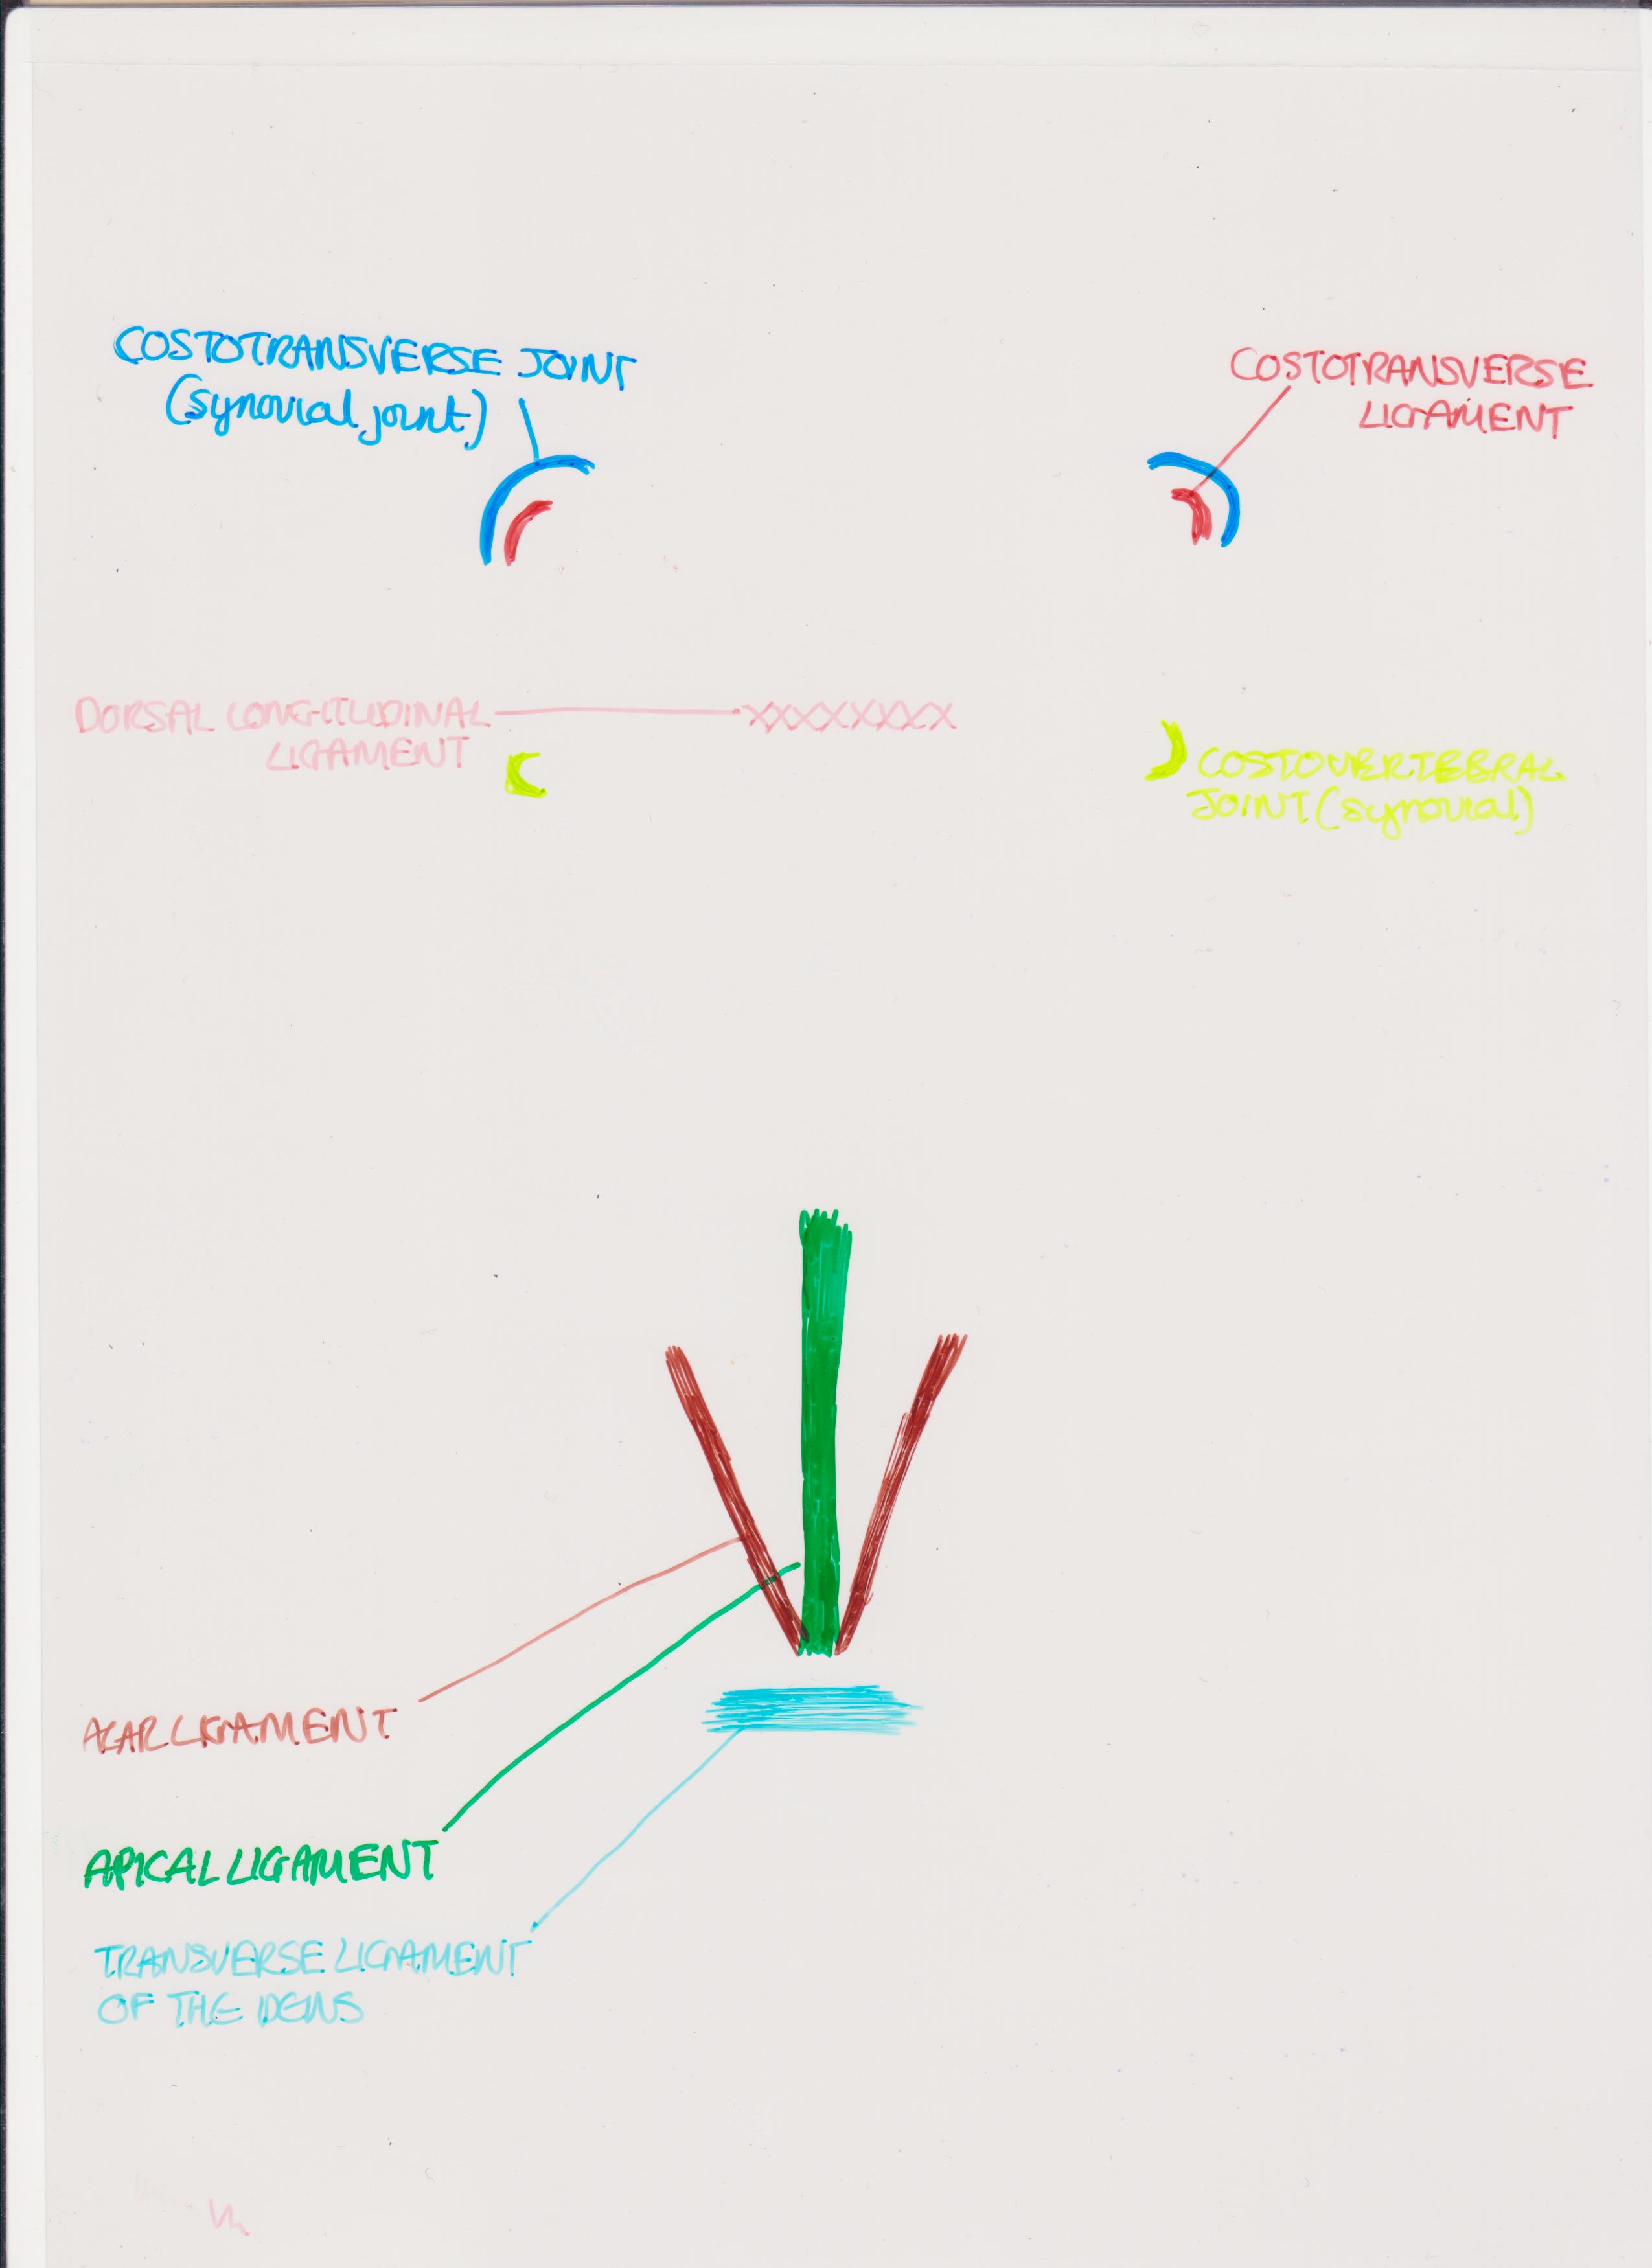 COSTOTRANSVERSE JOINT
(synovial joint)
COSTOTRANSVERSE
LIGAMENT
DORSAL LONGITUDINAL
LIGAMENT
COSTOVERTEBRAL
JOINT (synovial)
ALAR LIGAMENT
APICAL LIGAMENT
TRANSVERSE LIGAMENT
OF THE DENS